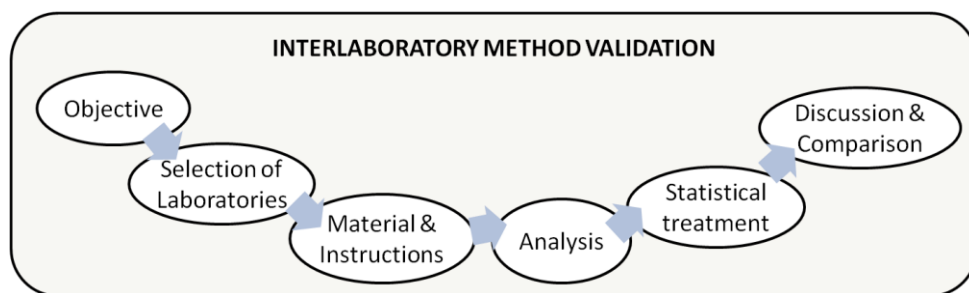 INTERLABORATORY METHOD VALIDATION
Objective
Selection of
Laboratories
Material &
Instructions
Analysis
Statistical
treatment
Discussion &
Comparison